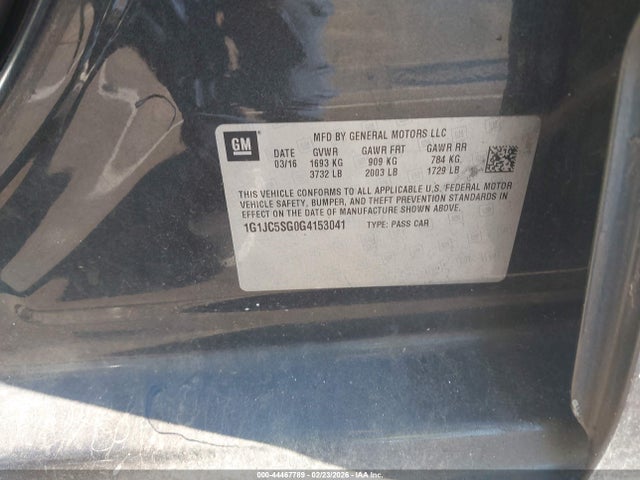 GM
MFD BY GENERAL MOTORS LLC
DATE GVWR GAWR FRT GAWR RR
03/16 1693 KG 909 KG 784 KG
3732 LB 2003 LB 1729 LB
THIS VEHICLE CONFORMS TO ALL APPLICABLE U.S. FEDERAL MOTOR
VEHICLE SAFETY, BUMPER, AND THEFT PREVENTION STANDARDS IN
EFFECT ON THE DATE OF MANUFACTURE SHOWN ABOVE.
1G1JC5SG0G4153041 TYPE: PASS CAR
000-44467789 - 02/23/2026 - IAA Inc.